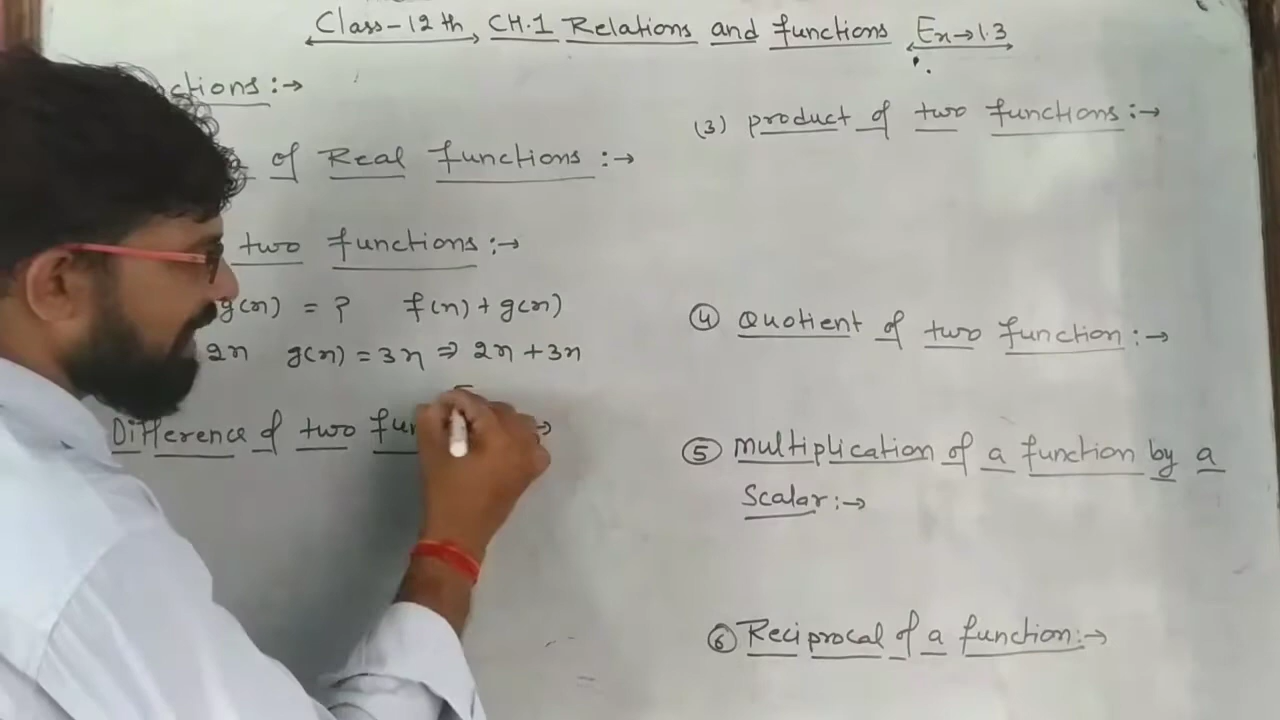 Class-12th CH.1 Relations and functions Ex→1.3
ctions:→
of Real functions:→
two functions:→
g(x) = ? f(x) + g(x)
2x g(x) = 3x ⇒ 2x + 3x
Difference of two fun
(3) product of two functions:→
④ Quotient of two function:→
⑤ multiplication of a function by a
Scalar:→
⑥ Reciprocal of a function:→